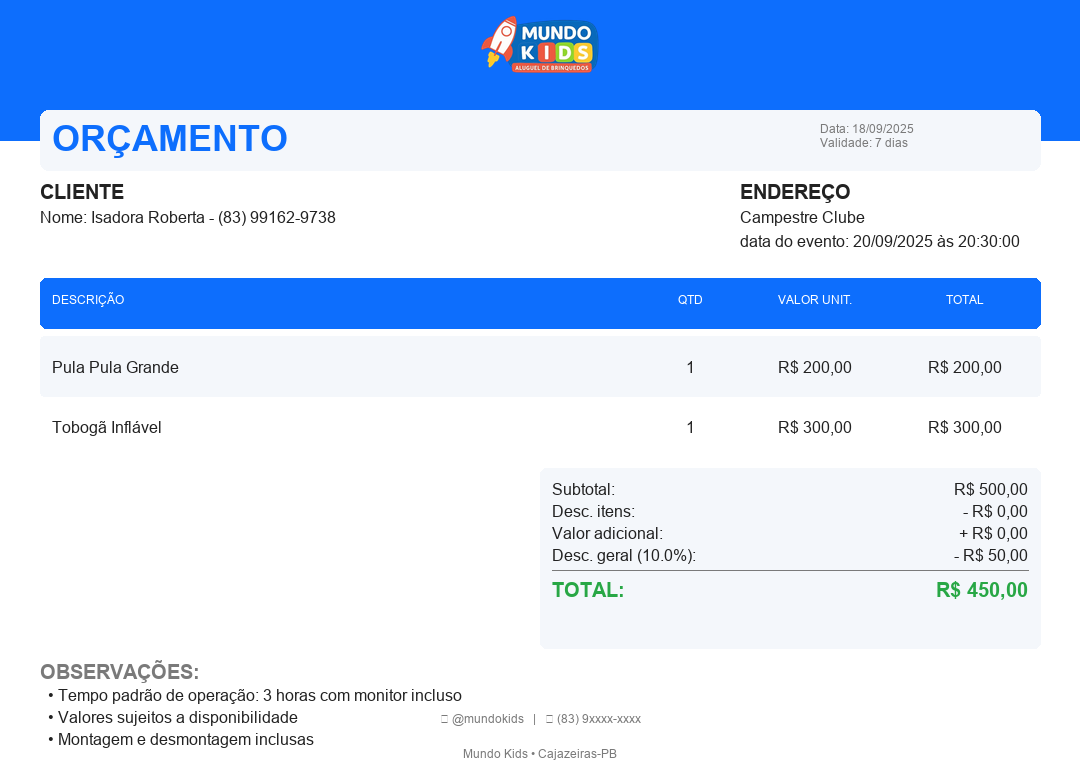 MUNDO
KIDS
ALUGUEL DE BRINQUEDOS
ORÇAMENTO
Data: 18/09/2025
Validade: 7 dias
CLIENTE
Nome: Isadora Roberta - (83) 99162-9738
ENDEREÇO
Campestre Clube
data do evento: 20/09/2025 às 20:30:00
DESCRIÇÃO QTD VALOR UNIT. TOTAL
Pula Pula Grande 1 R$ 200,00 R$ 200,00
Tobogã Inflável 1 R$ 300,00 R$ 300,00
Subtotal: R$ 500,00
Desc. itens: - R$ 0,00
Valor adicional: + R$ 0,00
Desc. geral (10.0%): - R$ 50,00
TOTAL: R$ 450,00
OBSERVAÇÕES:
• Tempo padrão de operação: 3 horas com monitor incluso
• Valores sujeitos a disponibilidade
• Montagem e desmontagem inclusas
@mundokids | (83) 9xxxx-xxxx
Mundo Kids • Cajazeiras-PB